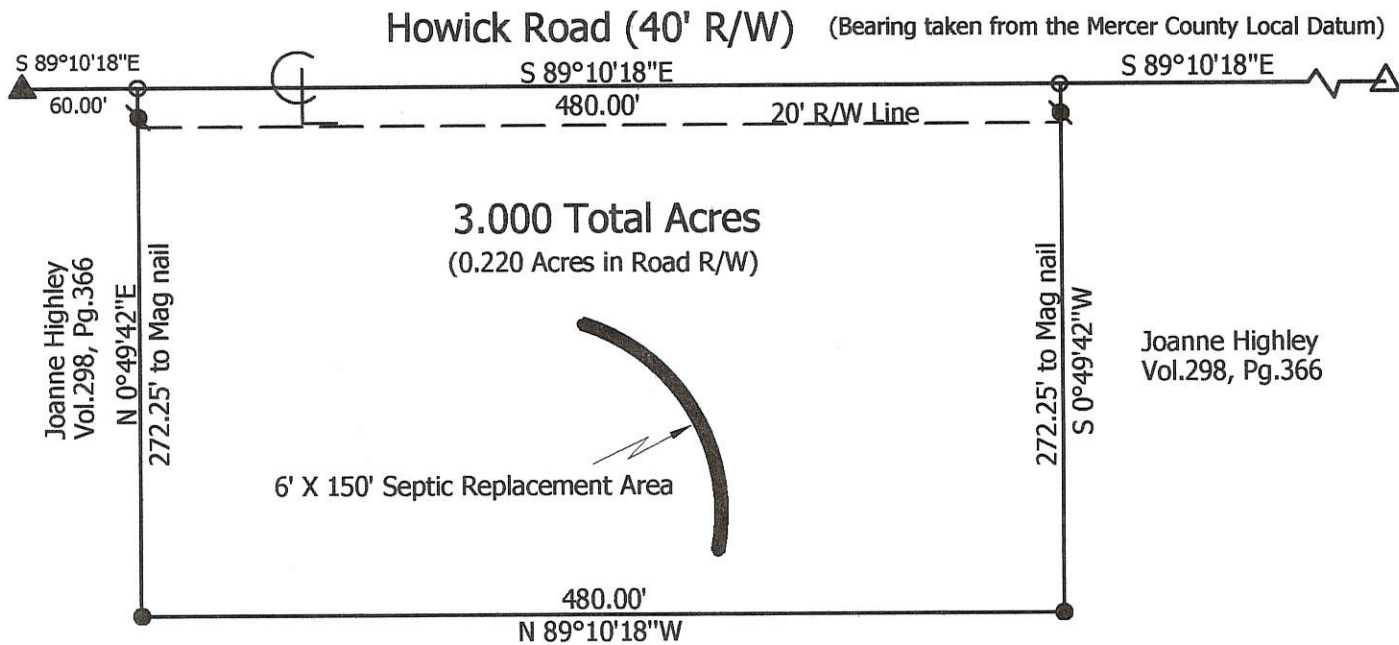 Howick Road (40' R/W) (Bearing taken from the Mercer County Local Datum)
S 89°10'18"E
S 89°10'18"E
S 89°10'18"E
60.00'
480.00'
20' R/W Line
3.000 Total Acres
(0.220 Acres in Road R/W)
Joanne Highley
Vol.298, Pg.366
N 0°49'42"E
272.25' to Mag nail
272.25' to Mag nail
S 0°49'42"W
Joanne Highley
Vol.298, Pg.366
6' X 150' Septic Replacement Area
480.00'
N 89°10'18"W